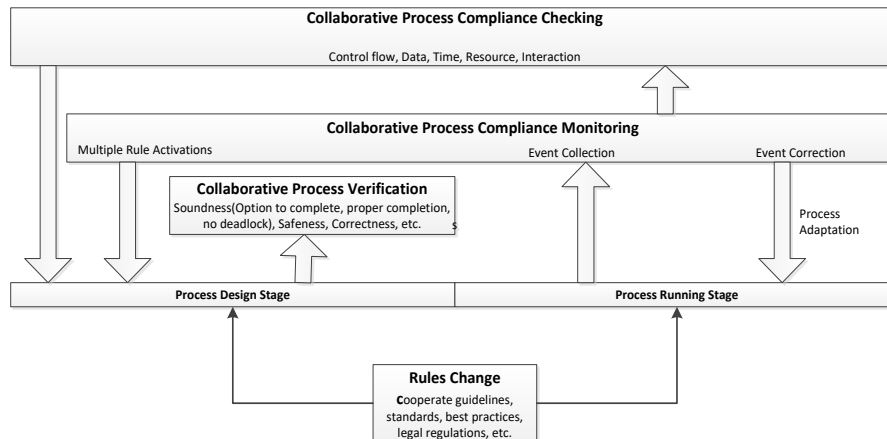 Collaborative Process Compliance Checking
Control flow, Data, Time, Resource, Interaction
Collaborative Process Compliance Monitoring
Multiple Rule Activations
Event Collection
Event Correction
Collaborative Process Verification
Soundness(Option to complete, proper completion,
no deadlock), Safeness, Correctness, etc.
s
Process
Adaptation
Process Design Stage
Process Running Stage
Rules Change
Cooperate guidelines,
standards, best practices,
legal regulations, etc.